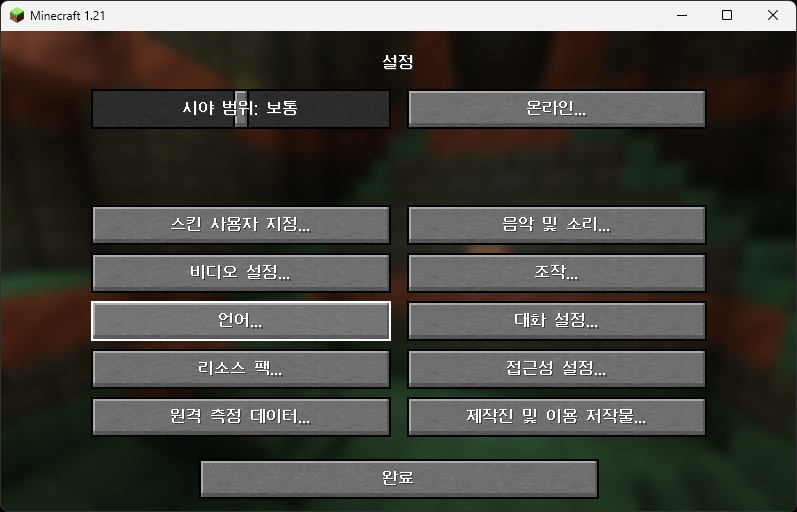 Minecraft 1.21
설정
시야 범위: 보통
온라인...
스킨 사용자 지정...
음악 및 소리...
비디오 설정...
조작...
언어...
대화 설정...
리소스 팩...
접근성 설정...
원격 측정 데이터...
제작진 및 이용 저작물...
완료